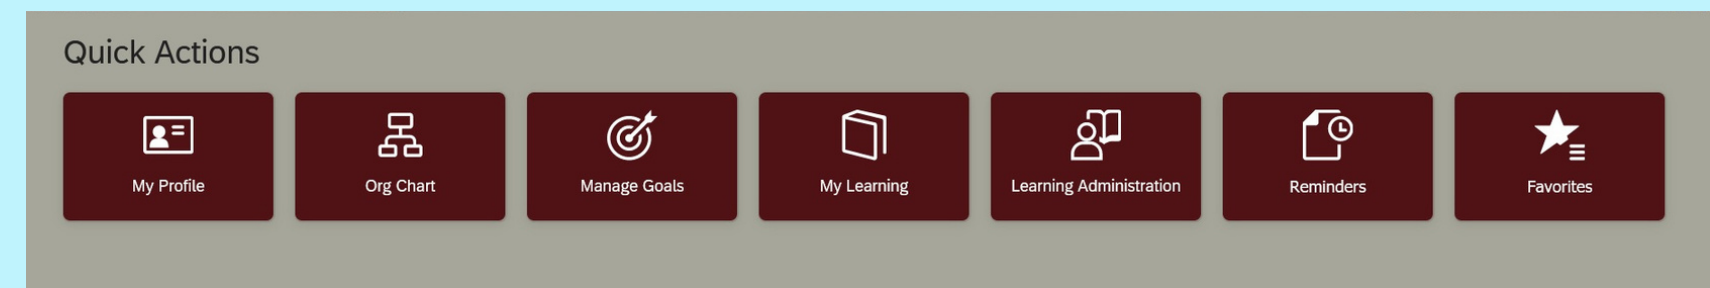 Quick Actions
My Profile
Org Chart
Manage Goals
My Learning
Learning Administration
Reminders
Favorites